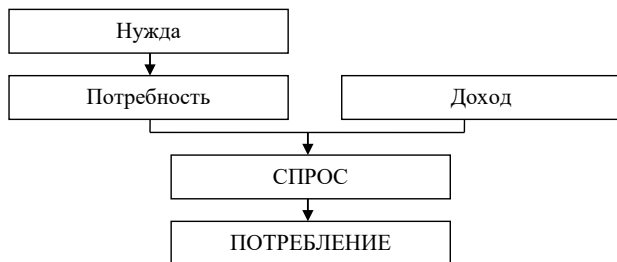 Нужда
Потребность
Доход
СПРОС
ПОТРЕБЛЕНИЕ